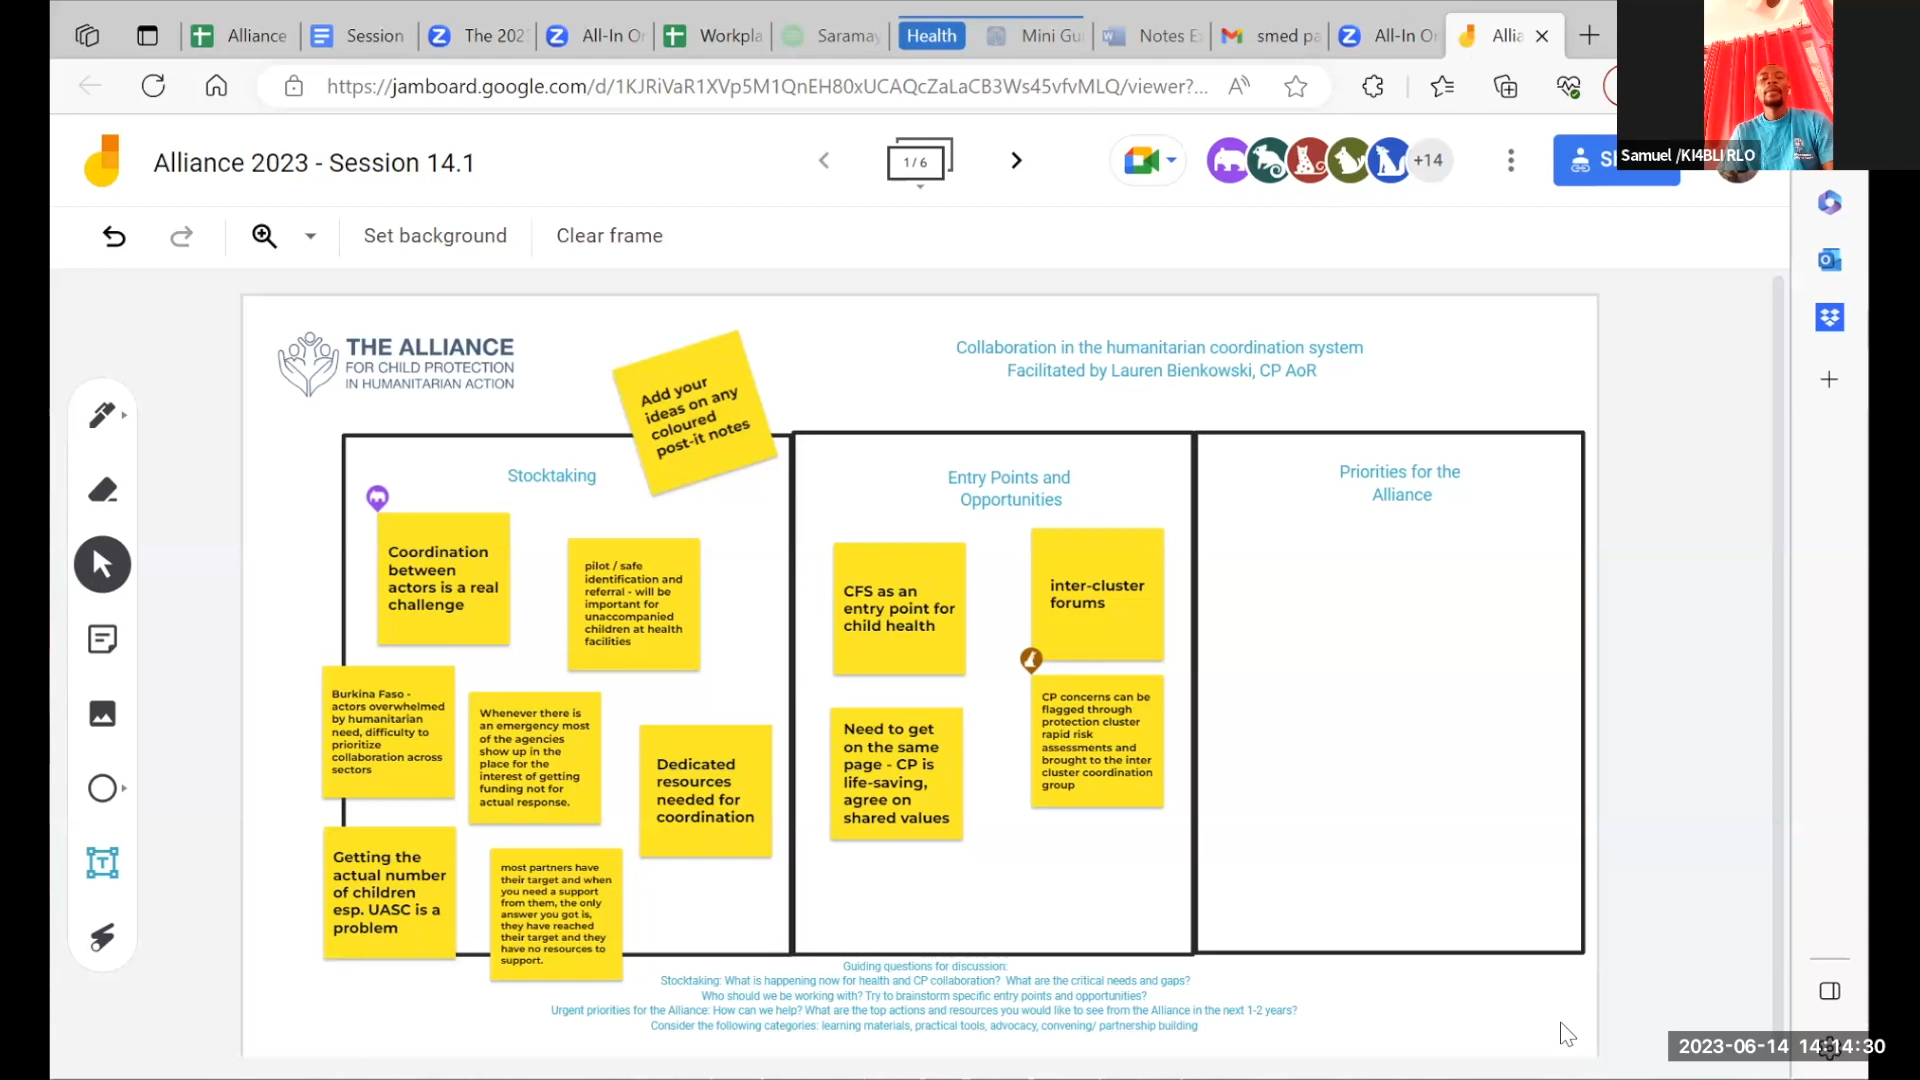 Alliance
Session
The 202
All-In Or
Workpla
Saramay
Health
Mini Gu
Notes E
smed pa
All-In Or
Allia
https://jamboard.google.com/d/1KJRiVaR1XVp5M1QnEH80xUCAQcZaLaCB3Ws45vfvMLQ/viewer?...
Samuel /KI4BLI RLO
Alliance 2023 - Session 14.1
1 / 6
+14
Set background
Clear frame
THE ALLIANCE
FOR CHILD PROTECTION
IN HUMANITARIAN ACTION
Add your
ideas on any
coloured
post-it notes
Collaboration in the humanitarian coordination system
Facilitated by Lauren Bienkowski, CP AoR
Stocktaking
Coordination
between
actors is a real
challenge
pilot / safe
identification and
referral - will be
important for
unaccompanied
children at health
facilities
Burkina Faso -
actors overwhelmed
by humanitarian
need, difficulty to
prioritize
collaboration across
sectors
Whenever there is
an emergency most
of the agencies
show up in the
place for the
interest of getting
funding not for
actual response.
Dedicated
resources
needed for
coordination
Getting the
actual number
of children
esp. UASC is a
problem
most partners have
their target and when
you need a support
from them, the only
answer you got is,
they have reached
their target and they
have no resources to
support.
Entry Points and
Opportunities
CFS as an
entry point for
child health
inter-cluster
forums
Need to get
on the same
page - CP is
life-saving,
agree on
shared values
CP concerns can be
flagged through
protection cluster
rapid risk
assessments and
brought to the inter
cluster coordination
group
Priorities for the
Alliance
Guiding questions for discussion:
Stocktaking: What is happening now for health and CP collaboration? What are the critical needs and gaps?
Who should we be working with? Try to brainstorm specific entry points and opportunities?
Urgent priorities for the Alliance: How can we help? What are the top actions and resources you would like to see from the Alliance in the next 1-2 years?
Consider the following categories: learning materials, practical tools, advocacy, convening/ partnership building
2023-06-14 14:14:30